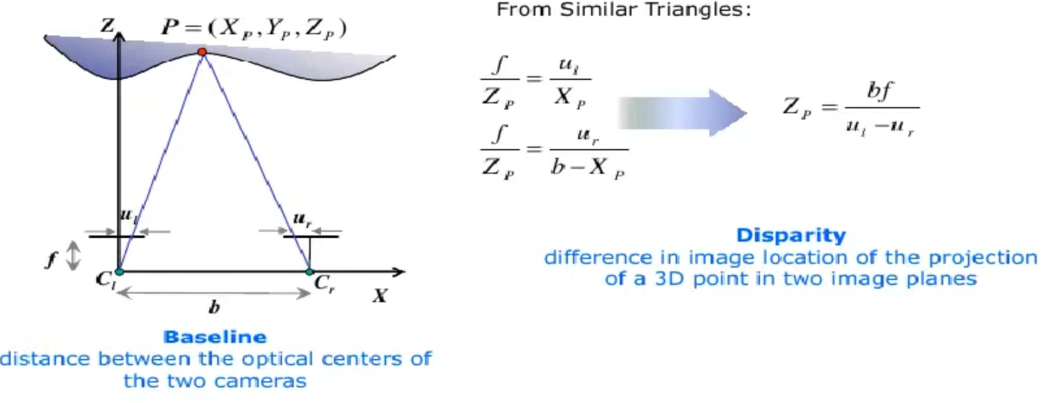 From Similar Triangles:
Z
P = (X_P, Y_P, Z_P)
f / Z_P = u_l / X_P
f / Z_P = u_r / (b − X_P)
Z_P = bf / (u_l − u_r)
u_l
u_r
f
C_l
C_r
X
b
Baseline
distance between the optical centers of
the two cameras
Disparity
difference in image location of the projection
of a 3D point in two image planes